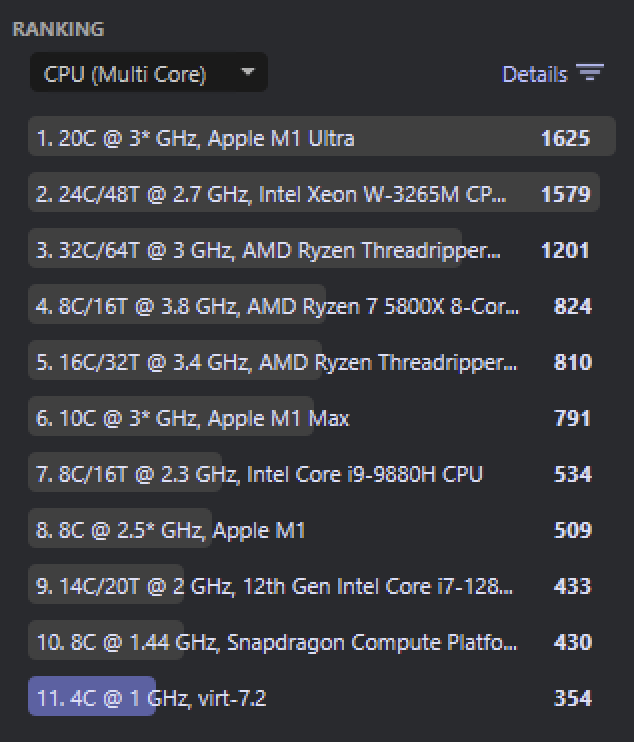 RANKING
CPU (Multi Core)
Details
1. 20C @ 3* GHz, Apple M1 Ultra 1625
2. 24C/48T @ 2.7 GHz, Intel Xeon W-3265M CP... 1579
3. 32C/64T @ 3 GHz, AMD Ryzen Threadripper... 1201
4. 8C/16T @ 3.8 GHz, AMD Ryzen 7 5800X 8-Cor... 824
5. 16C/32T @ 3.4 GHz, AMD Ryzen Threadripper... 810
6. 10C @ 3* GHz, Apple M1 Max 791
7. 8C/16T @ 2.3 GHz, Intel Core i9-9880H CPU 534
8. 8C @ 2.5* GHz, Apple M1 509
9. 14C/20T @ 2 GHz, 12th Gen Intel Core i7-128... 433
10. 8C @ 1.44 GHz, Snapdragon Compute Platfo... 430
11. 4C @ 1 GHz, virt-7.2 354